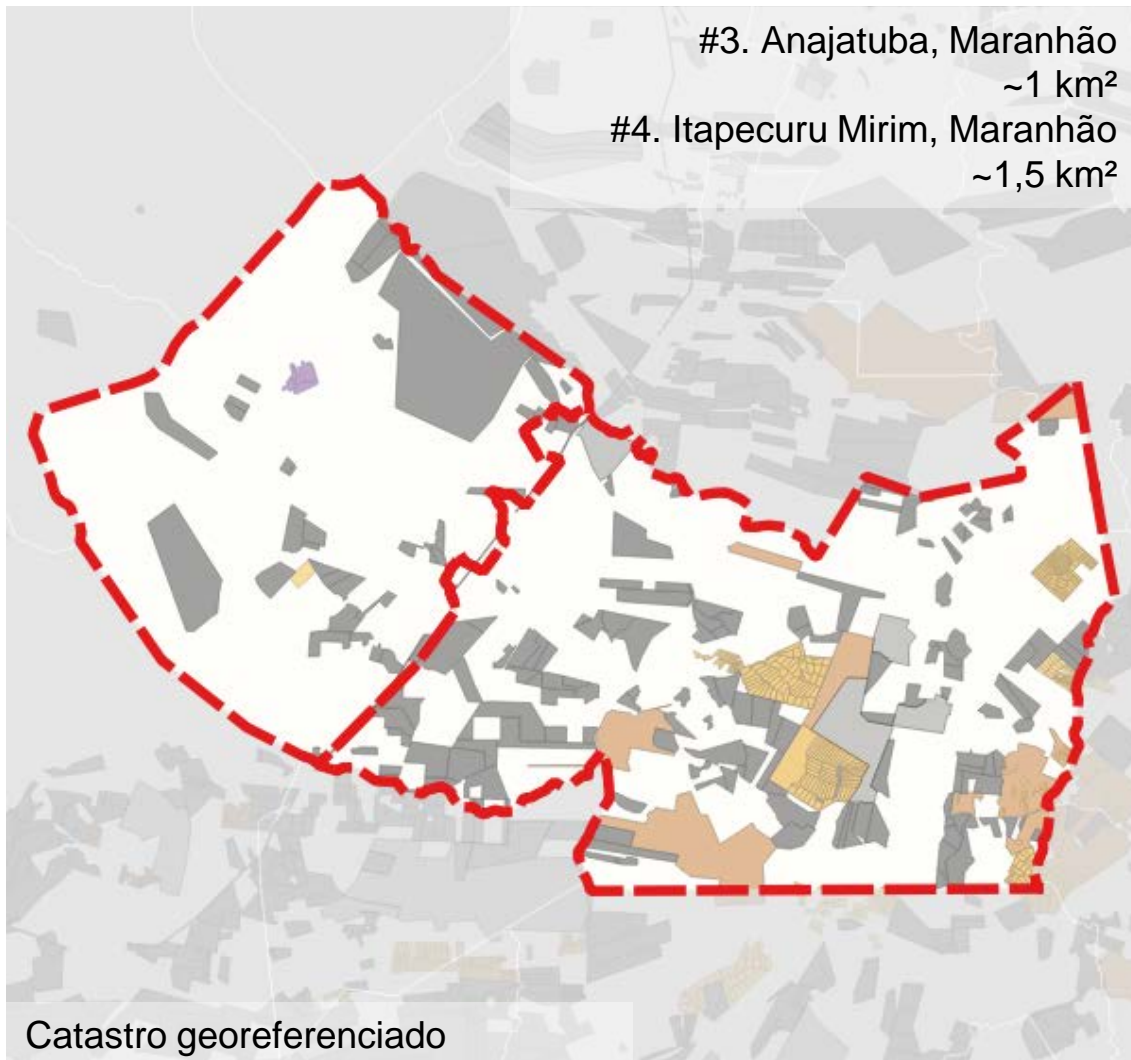 #3. Anajatuba, Maranhão
~1 km²
#4. Itapecuru Mirim, Maranhão
~1,5 km²
Catastro georeferenciado